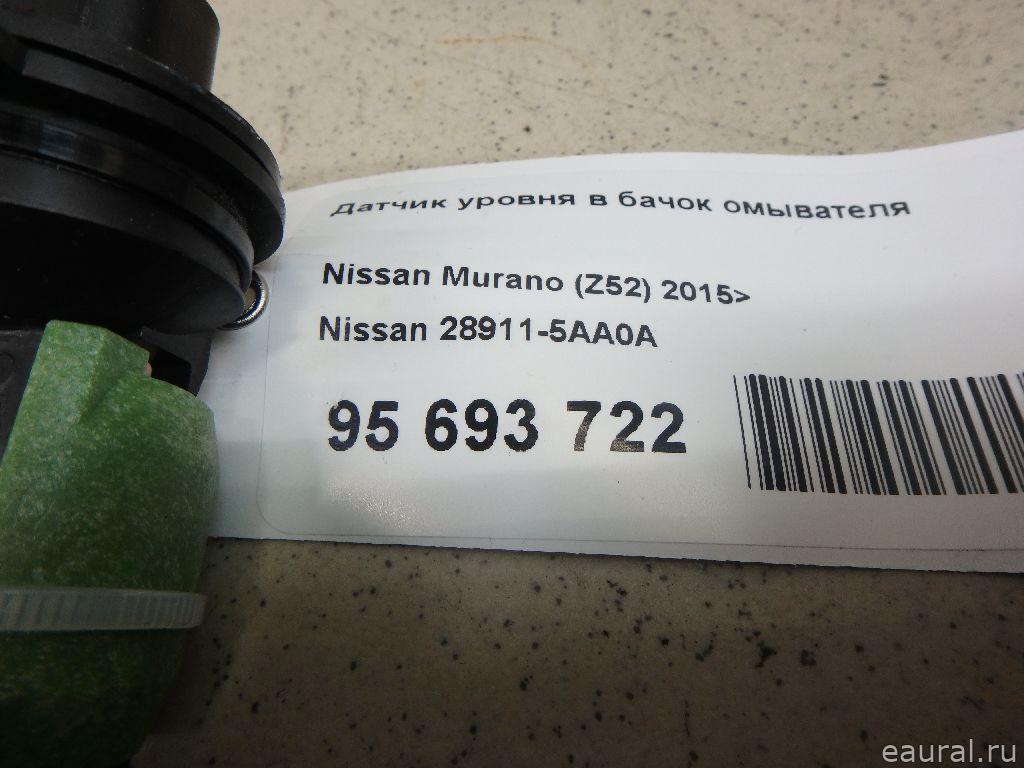 Датчик уровня в бачок омывателя
Nissan Murano (Z52) 2015>
Nissan 28911-5AA0A
95 693 722
eaural.ru